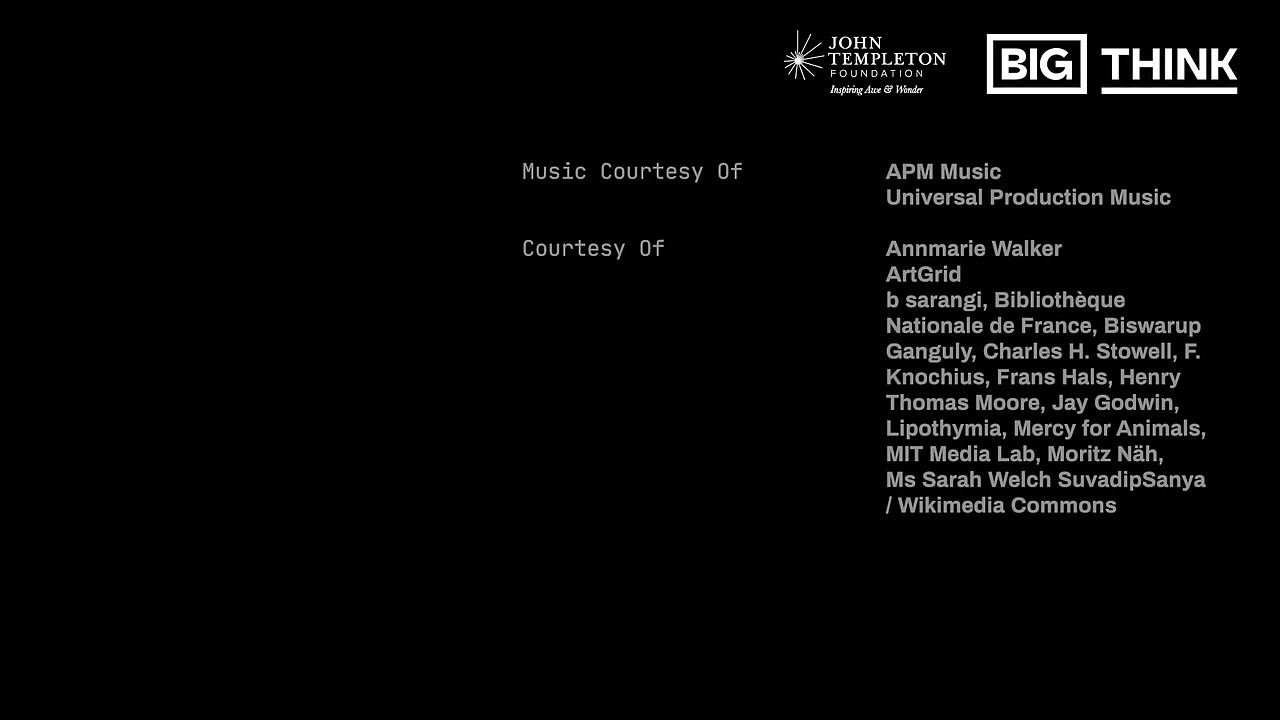 JOHN
TEMPLETON
FOUNDATION
Inspiring Awe & Wonder
BIG THINK
Music Courtesy Of
APM Music
Universal Production Music
Courtesy Of
Annmarie Walker
ArtGrid
b sarangi, Bibliothèque
Nationale de France, Biswarup
Ganguly, Charles H. Stowell, F.
Knochius, Frans Hals, Henry
Thomas Moore, Jay Godwin,
Lipothymia, Mercy for Animals,
MIT Media Lab, Moritz Näh,
Ms Sarah Welch SuvadipSanya
/ Wikimedia Commons